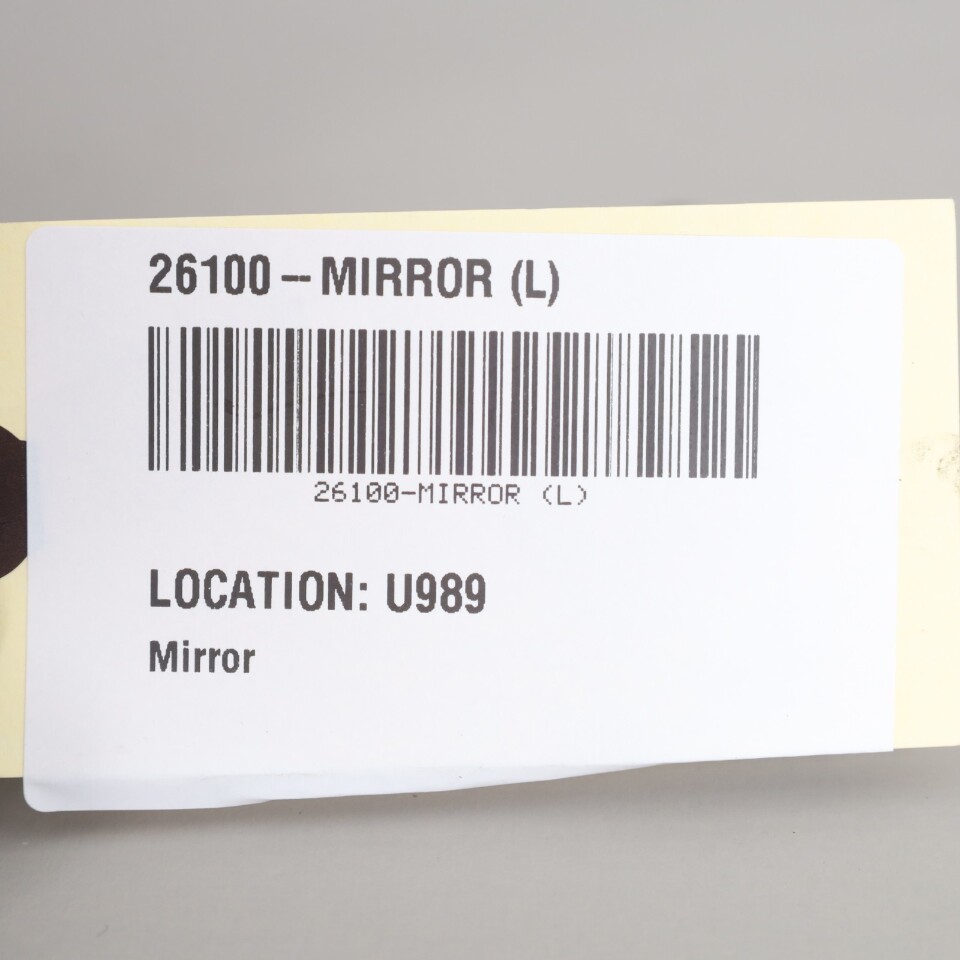 26100 -- MIRROR (L)
26100-MIRROR (L)
LOCATION: U989
Mirror